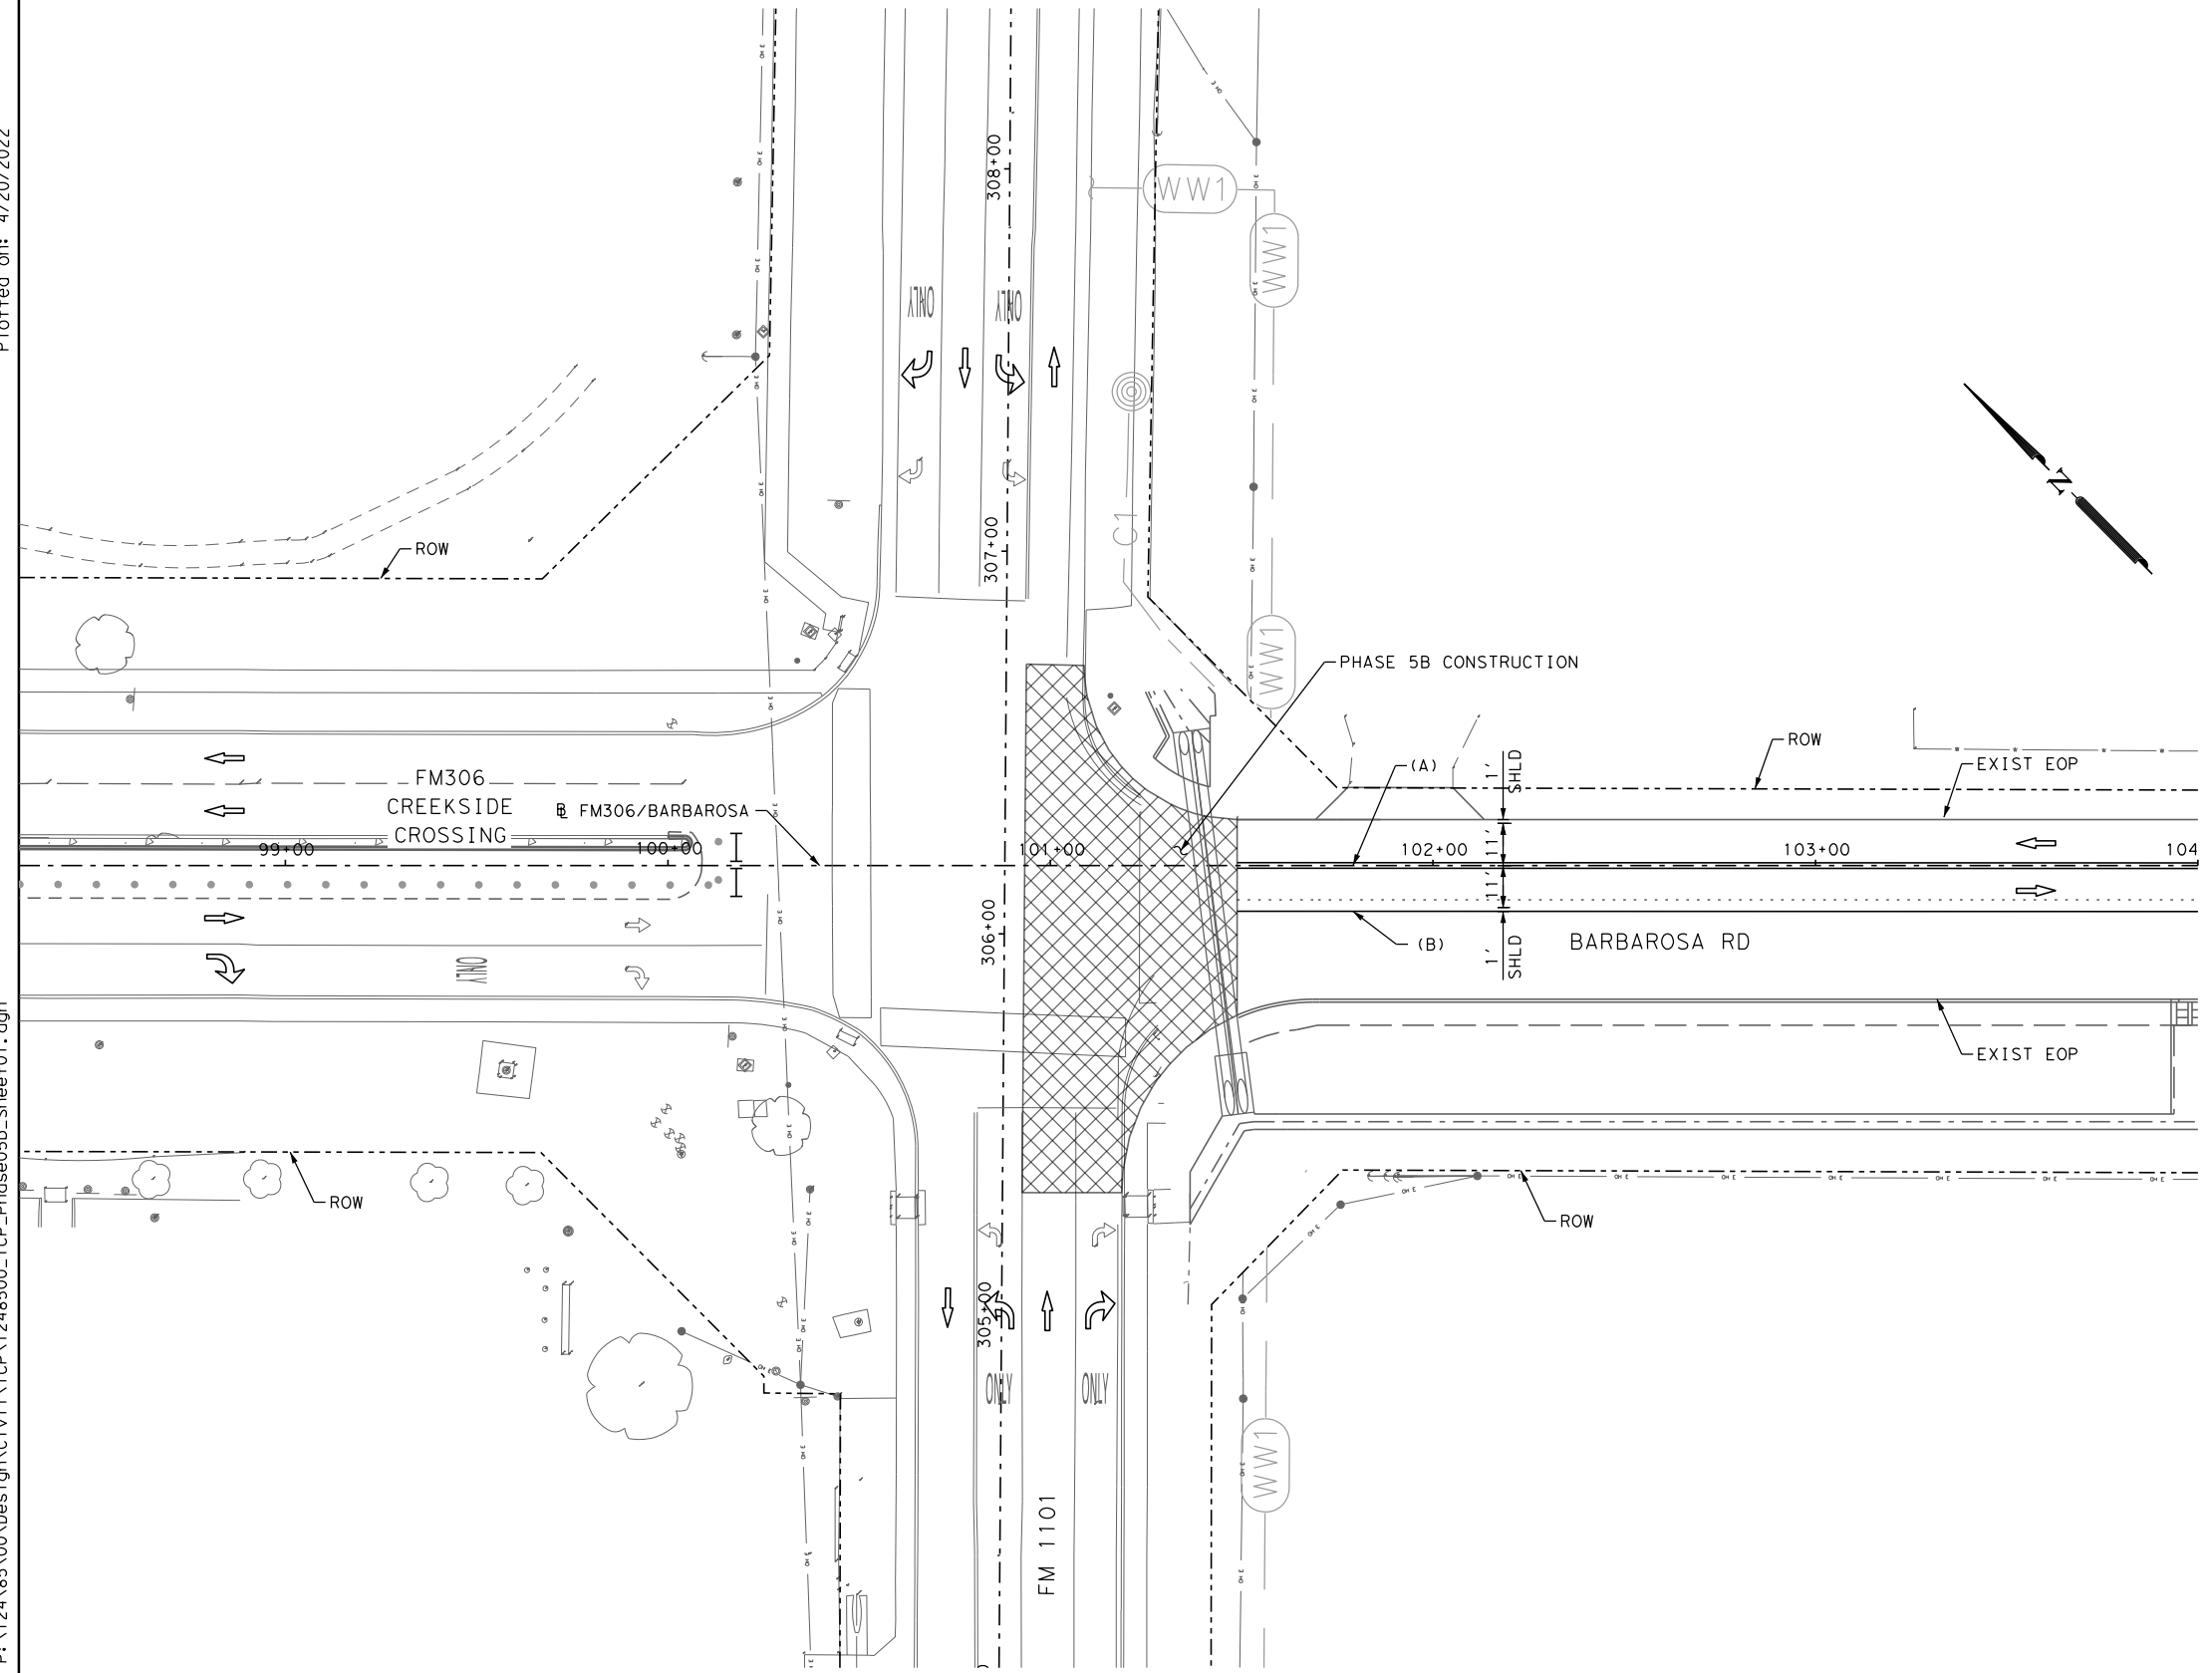 Plotted on: 4/20/2022
308+00
WW1
WW1
ONLY
ONLY
N
C1
307+00
ROW
WW1
PHASE 5B CONSTRUCTION
ROW
(A)
1'
SHLD
EXIST EOP
FM306
CREEKSIDE
CROSSING
BL FM306/BARBAROSA
99+00
100+00
101+00
102+00
11'
103+00
104
11'
306+00
(B)
1'
SHLD
BARBAROSA RD
ONLY
EXIST EOP
ROW
ROW
305+00
ONLY
ONLY
WW1
FM 1101
OH E